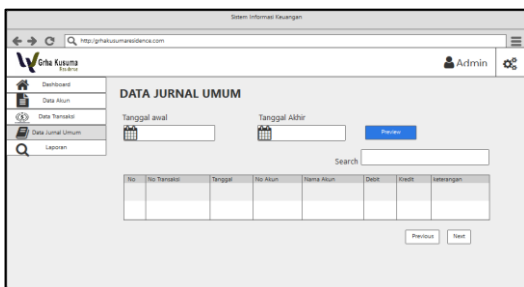 Sistem Informasi Keuangan
http://grhakusumaresidence.com
Grha Kusuma
Residence
Admin
Dashboard
Data Akun
Data Transaksi
Data Jurnal Umum
Laporan
DATA JURNAL UMUM
Tanggal awal
Tanggal Akhir
Preview
Search
No No Transaksi Tanggal No Akun Nama Akun Debit Kredit keterangan
Previous Next